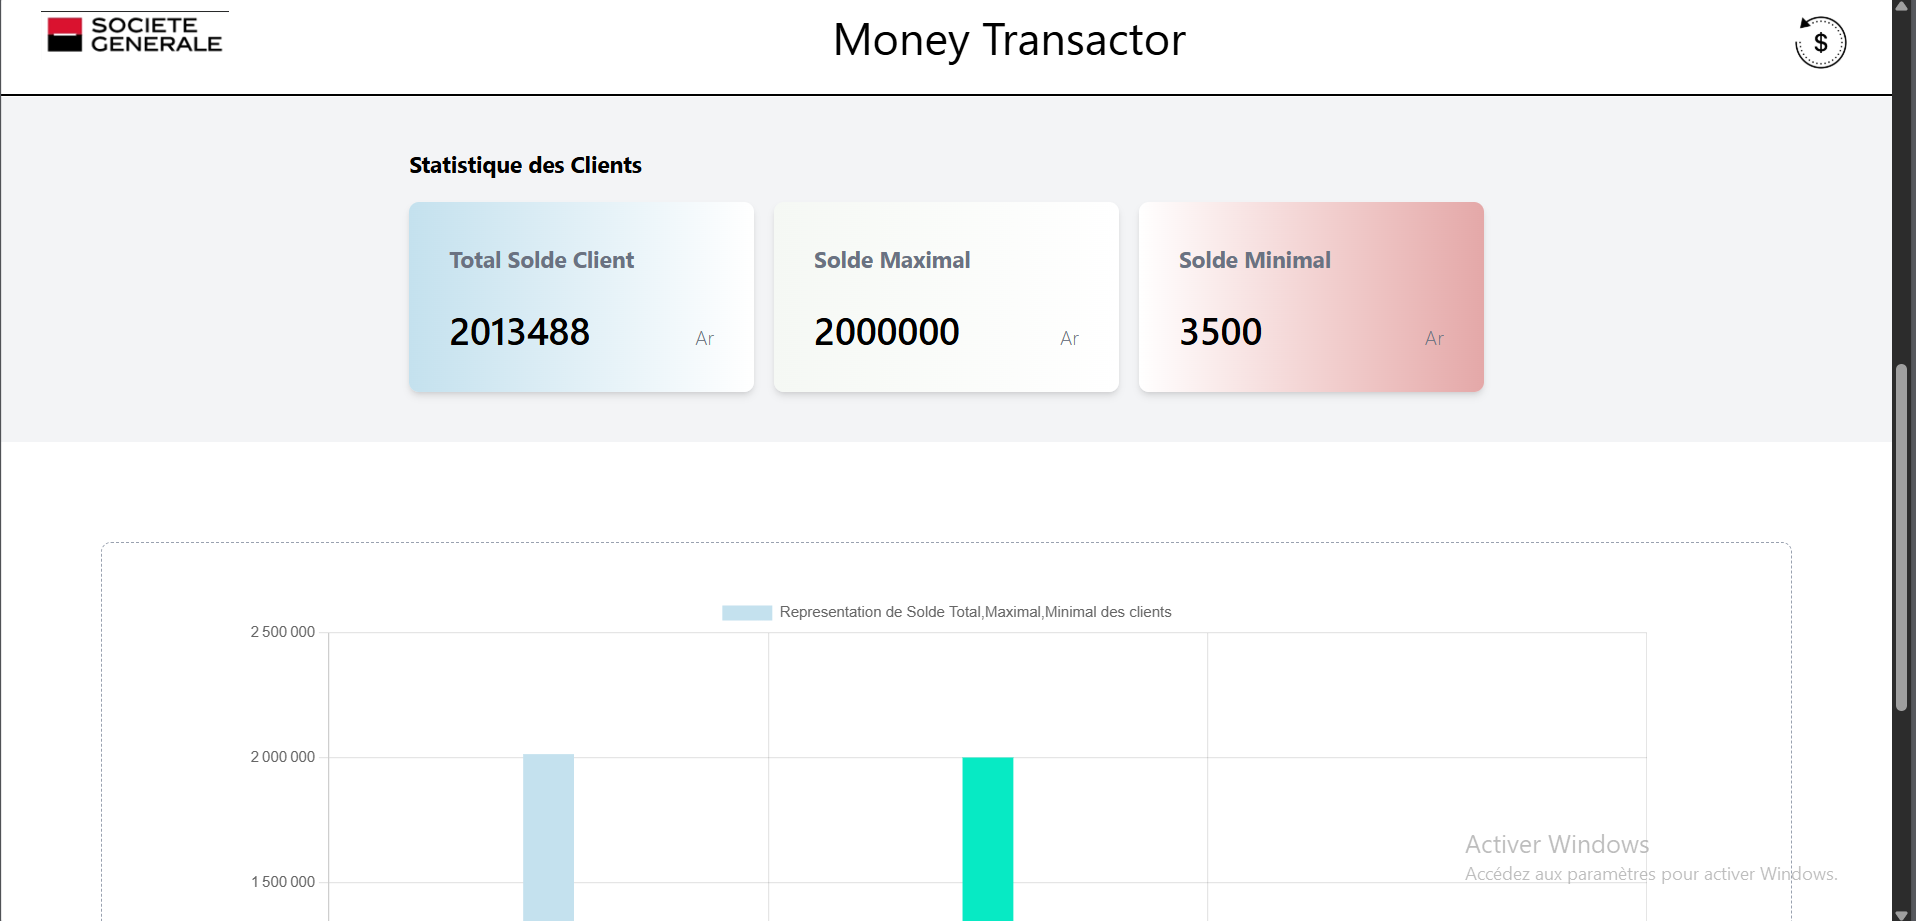 SOCIETE
GENERALE
Money Transactor
$
Statistique des Clients
Total Solde Client
2013488 Ar
Solde Maximal
2000000 Ar
Solde Minimal
3500 Ar
Representation de Solde Total,Maximal,Minimal des clients
2 500 000
2 000 000
1 500 000
Activer Windows
Accédez aux paramètres pour activer Windows.